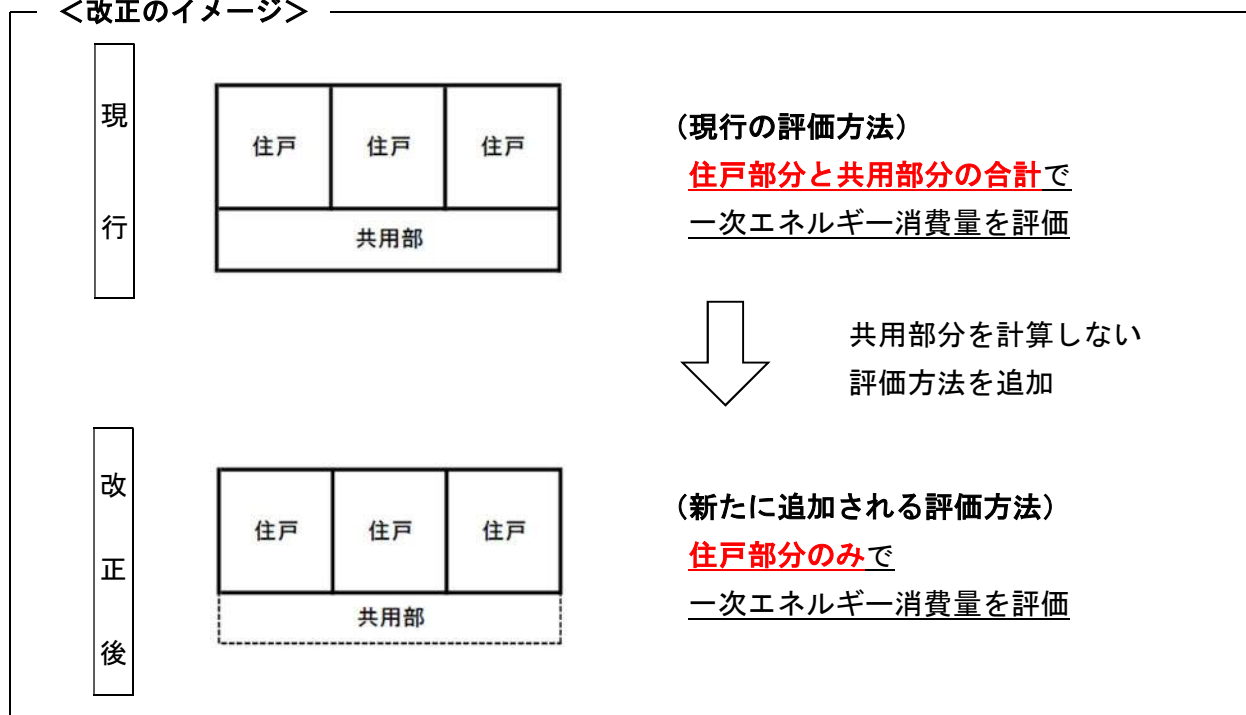 <改正のイメージ>
現行
住戸 住戸 住戸
共用部
（現行の評価方法）
住戸部分と共用部分の合計で
一次エネルギー消費量を評価
共用部分を計算しない
評価方法を追加
改正後
住戸 住戸 住戸
共用部
（新たに追加される評価方法）
住戸部分のみで
一次エネルギー消費量を評価